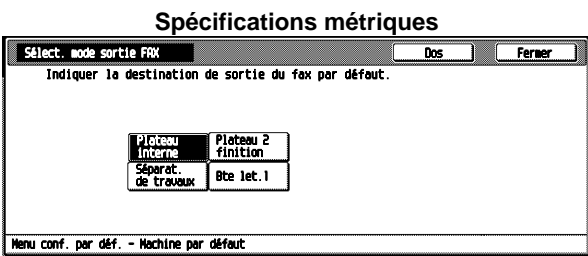 Spécifications métriques
Sélect. mode sortie FAX
Dos
Fermer
Indiquer la destination de sortie du fax par défaut.
Plateau
interne
Plateau 2
finition
Séparat.
de travaux
Bte let.1
Menu conf. par déf. - Machine par défaut